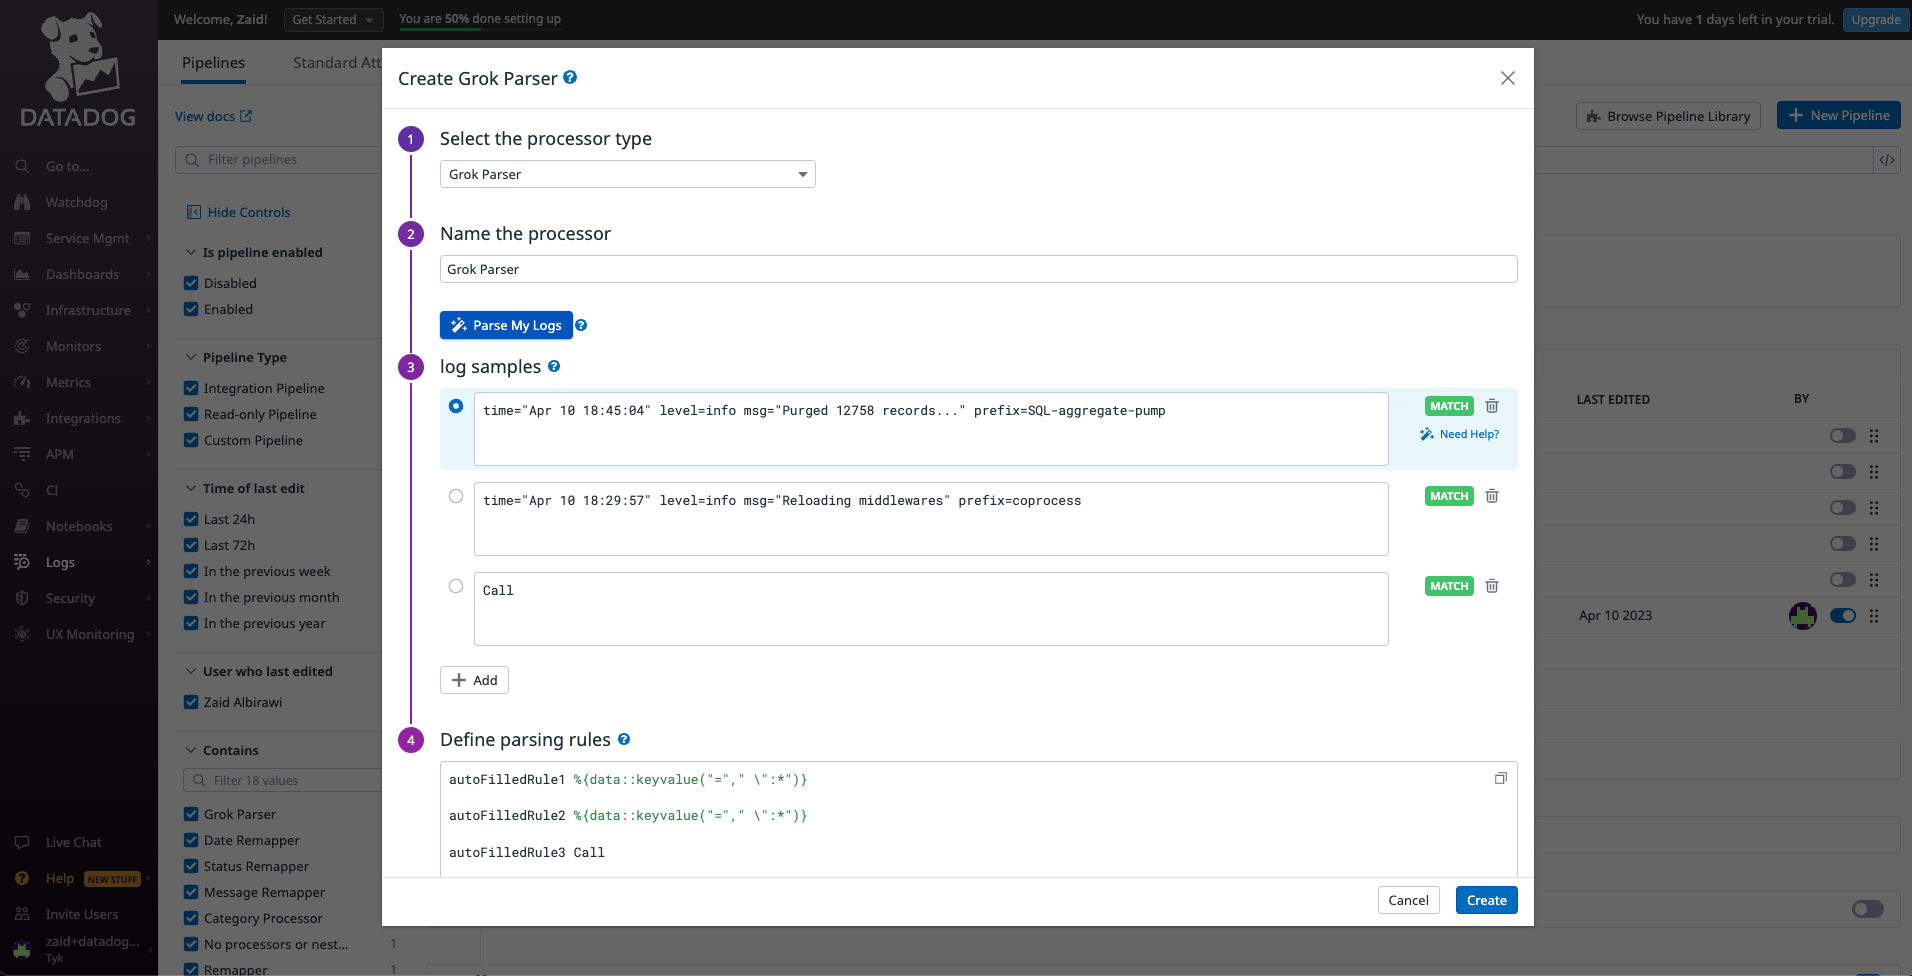 DATADOG
Go to...
Watchdog
Service Mgmt
Dashboards
Infrastructure
Monitors
Metrics
Integrations
APM
CI
Notebooks
Logs
Security
UX Monitoring
Live Chat
Help NEW STUFF
Invite Users
zaid+datadog...
Tyk
Welcome, Zaid! Get Started You are 50% done setting up You have 1 days left in your trial. Upgrade
Pipelines Standard Att
View docs
Browse Pipeline Library New Pipeline
Filter pipelines
</>
Hide Controls
Is pipeline enabled
Disabled
Enabled
Pipeline Type
Integration Pipeline
Read-only Pipeline
Custom Pipeline
Time of last edit
Last 24h
Last 72h
In the previous week
In the previous month
In the previous year
User who last edited
Zaid Albirawi
Contains
Filter 18 values
Grok Parser
Date Remapper
Status Remapper
Message Remapper
Category Processor
No processors or nest... 1
Remapper 1
LAST EDITED BY
Apr 10 2023
Create Grok Parser ?
1 Select the processor type
Grok Parser
2 Name the processor
Grok Parser
Parse My Logs ?
3 log samples ?
time="Apr 10 18:45:04" level=info msg="Purged 12758 records..." prefix=SQL-aggregate-pump
MATCH
Need Help?
time="Apr 10 18:29:57" level=info msg="Reloading middlewares" prefix=coprocess
MATCH
Call
MATCH
Add
4 Define parsing rules ?
autoFilledRule1 %{data::keyvalue("="," \":*")}
autoFilledRule2 %{data::keyvalue("="," \":*")}
autoFilledRule3 Call
Cancel Create